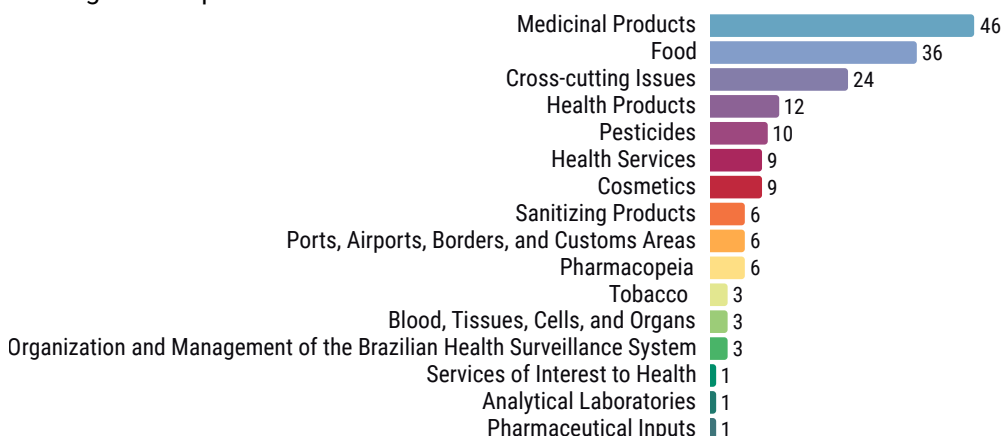 Medicinal Products 46
Food 36
Cross-cutting Issues 24
Health Products 12
Pesticides 10
Health Services 9
Cosmetics 9
Sanitizing Products 6
Ports, Airports, Borders, and Customs Areas 6
Pharmacopeia 6
Tobacco 3
Blood, Tissues, Cells, and Organs 3
Organization and Management of the Brazilian Health Surveillance System 3
Services of Interest to Health 1
Analytical Laboratories 1
Pharmaceutical Inputs 1